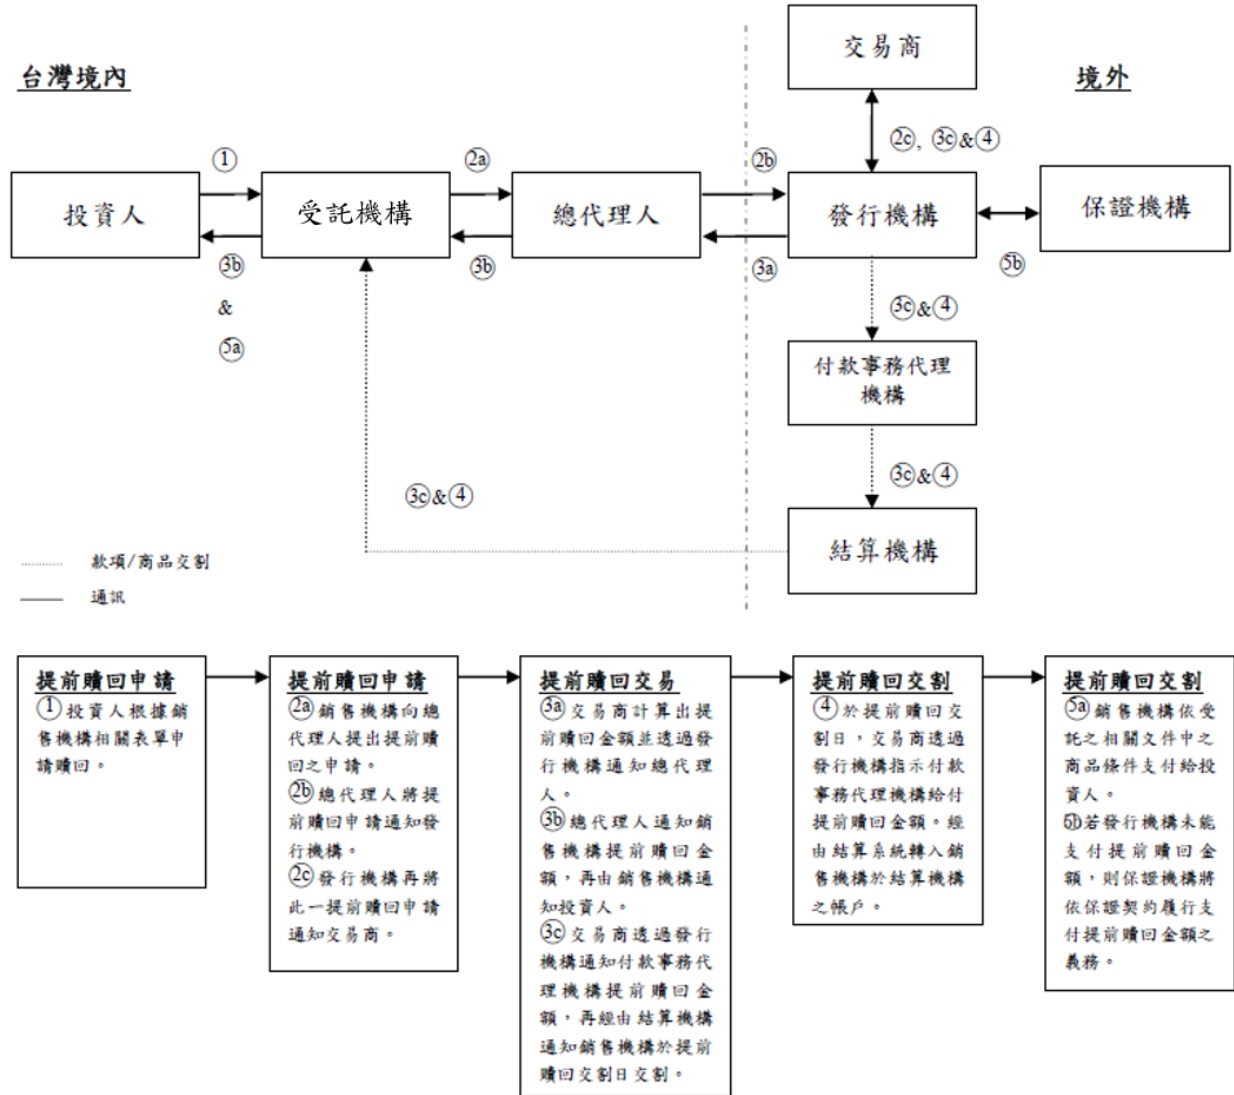 台灣境內
境外
交易商
①
2a
2b
2c, 3c&4
投資人
受託機構
總代理人
發行機構
保證機構
3b
&
5a
3b
3a
5b
3c&4
付款事務代理
機構
3c&4
3c&4
結算機構
款項/商品交割
通訊
提前贖回申請
①投資人根據銷
售機構相關表單申
請贖回。
提前贖回申請
2a銷售機構向總
代理人提出提前贖
回之申請。
2b總代理人將提
前贖回申請通知發
行機構。
2c發行機構再將
此一提前贖回申請
通知交易商。
提前贖回交易
3a交易商計算出提
前贖回金額並透過發
行機構通知總代理
人。
3b總代理人通知銷
售機構提前贖回金
額，再由銷售機構通
知投資人。
3c交易商透過發行
機構通知付款事務代
理機構提前贖回金
額，再經由結算機構
通知銷售機構於提前
贖回交割日交割。
提前贖回交割
④於提前贖回交
割日，交易商透過
發行機構指示付款
事務代理機構給付
提前贖回金額。經
由結算系統轉入銷
售機構於結算機構
之帳戶。
提前贖回交割
5a銷售機構依受
託之相關文件中之
商品條件支付給投
資人。
5b若發行機構未能
支付提前贖回金
額，則保證機構將
依保證契約履行支
付提前贖回金額之
義務。